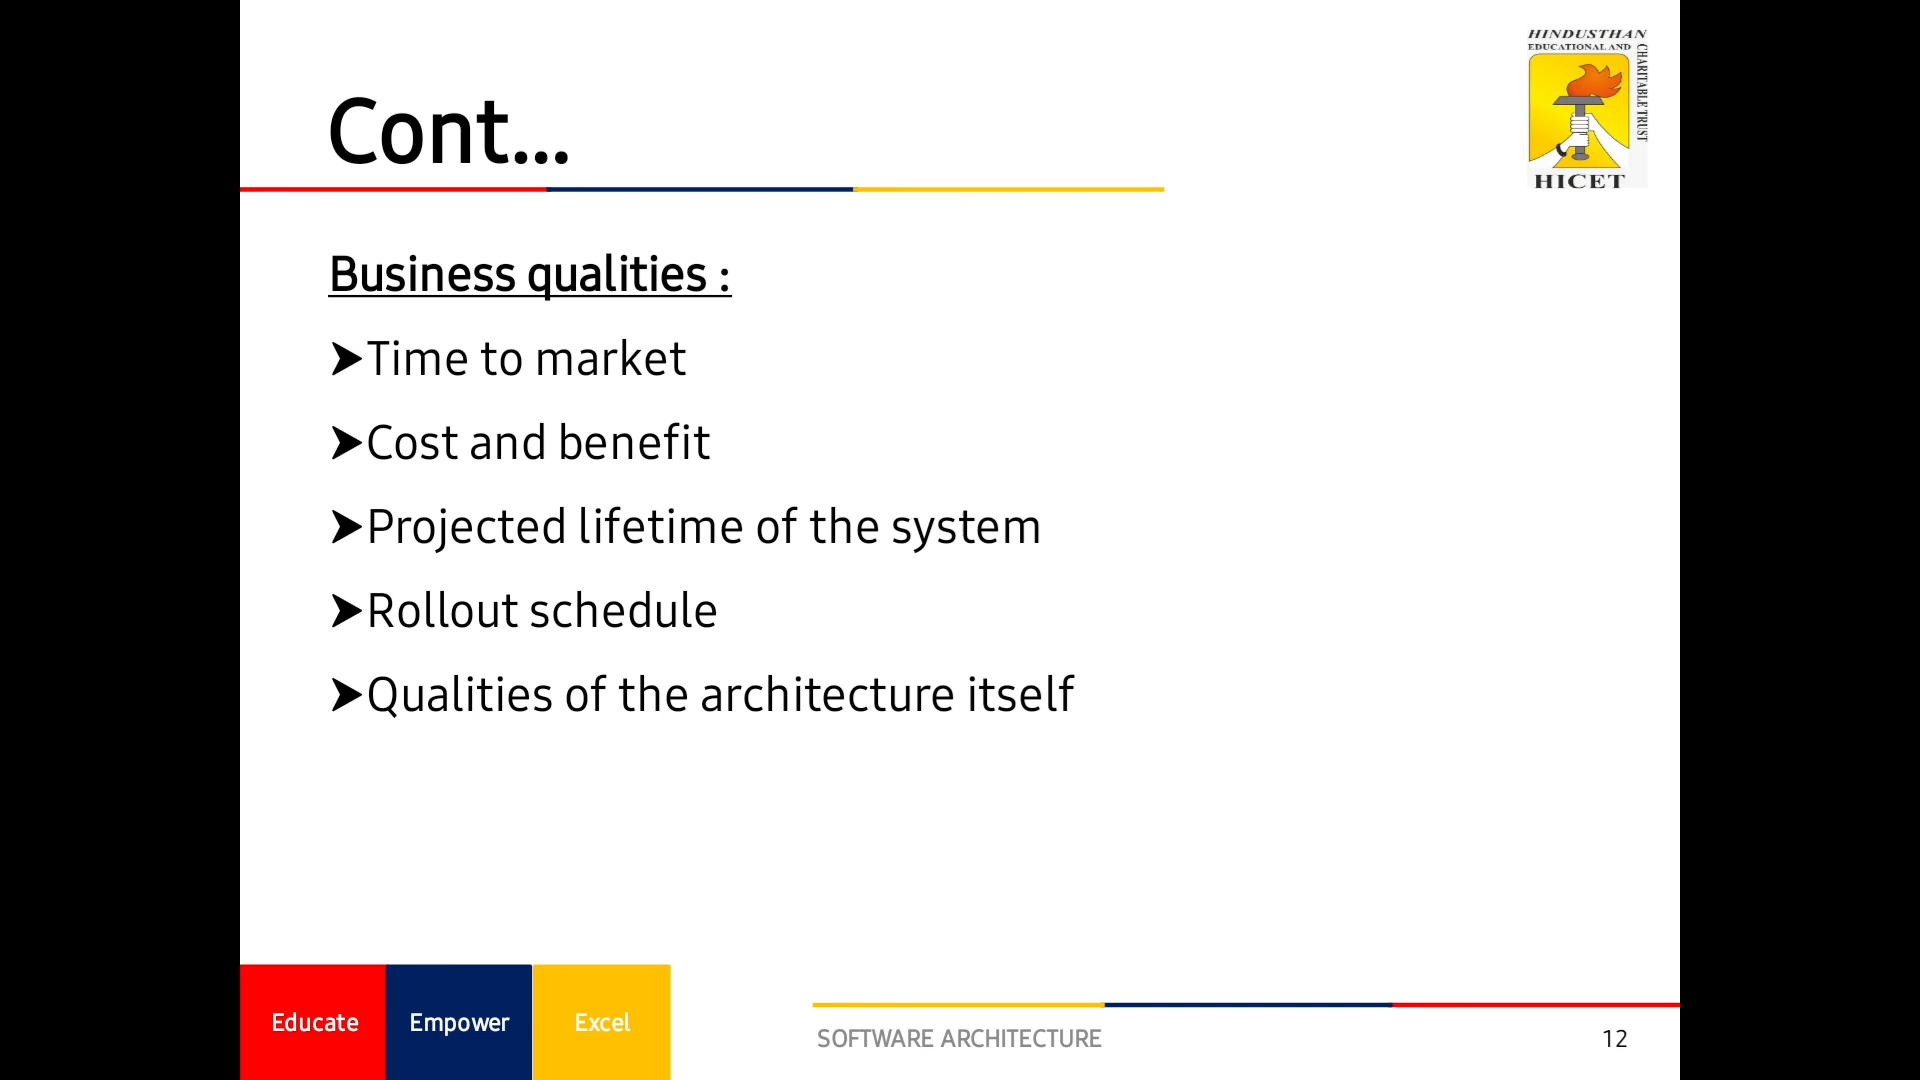 HINDUSTHAN
EDUCATIONAL AND
CHARITABLE TRUST
HICET
Cont...
Business qualities :
➤Time to market
➤Cost and benefit
➤Projected lifetime of the system
➤Rollout schedule
➤Qualities of the architecture itself
Educate
Empower
Excel
SOFTWARE ARCHITECTURE
12